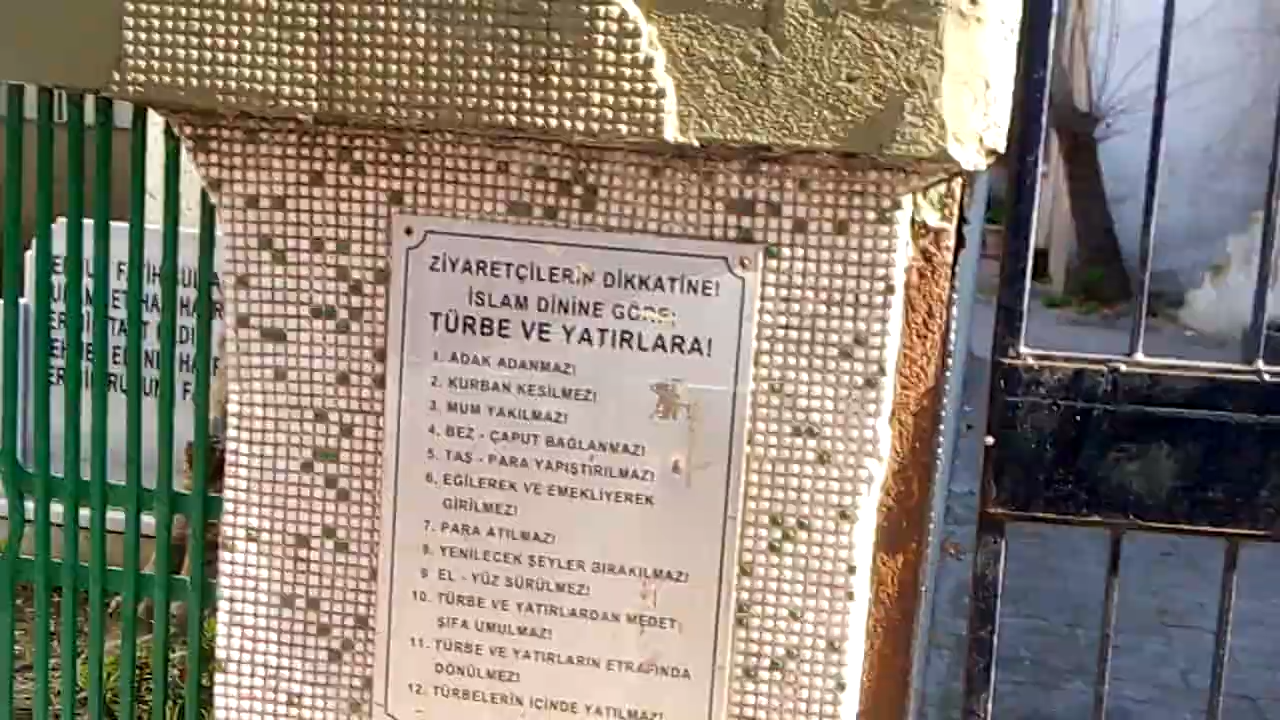 ZİYARETÇİLERİN DİKKATİNE!
İSLAM DİNİNE GÖRE;
TÜRBE VE YATIRLARA!
1. ADAK ADANMAZ!
2. KURBAN KESİLMEZ!
3. MUM YAKILMAZ!
4. BEZ - ÇAPUT BAĞLANMAZ!
5. TAŞ - PARA YAPIŞTIRILMAZ!
6. EĞİLEREK VE EMEKLİYEREK
GİRİLMEZ!
7. PARA ATILMAZ!
8. YENİLECEK ŞEYLER BIRAKILMAZ!
9. EL - YÜZ SÜRÜLMEZ!
10. TÜRBE VE YATIRLARDAN MEDET,
ŞİFA UMULMAZ!
11. TÜRBE VE YATIRLARIN ETRAFINDA
DÖNÜLMEZ!
12. TÜRBELERİN İÇİNDE YATILMAZ!